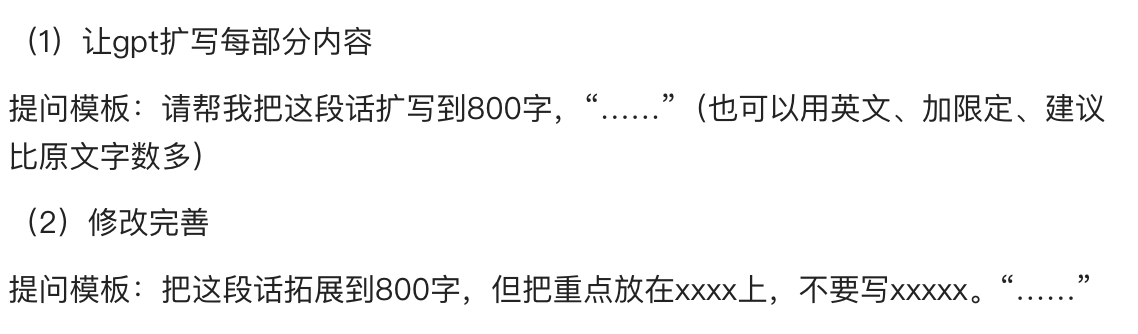 （1）让gpt扩写每部分内容
提问模板：请帮我把这段话扩写到800字，“……”（也可以用英文、加限定、建议
比原文字数多）
（2）修改完善
提问模板：把这段话拓展到800字，但把重点放在xxxx上，不要写xxxxx。“……”